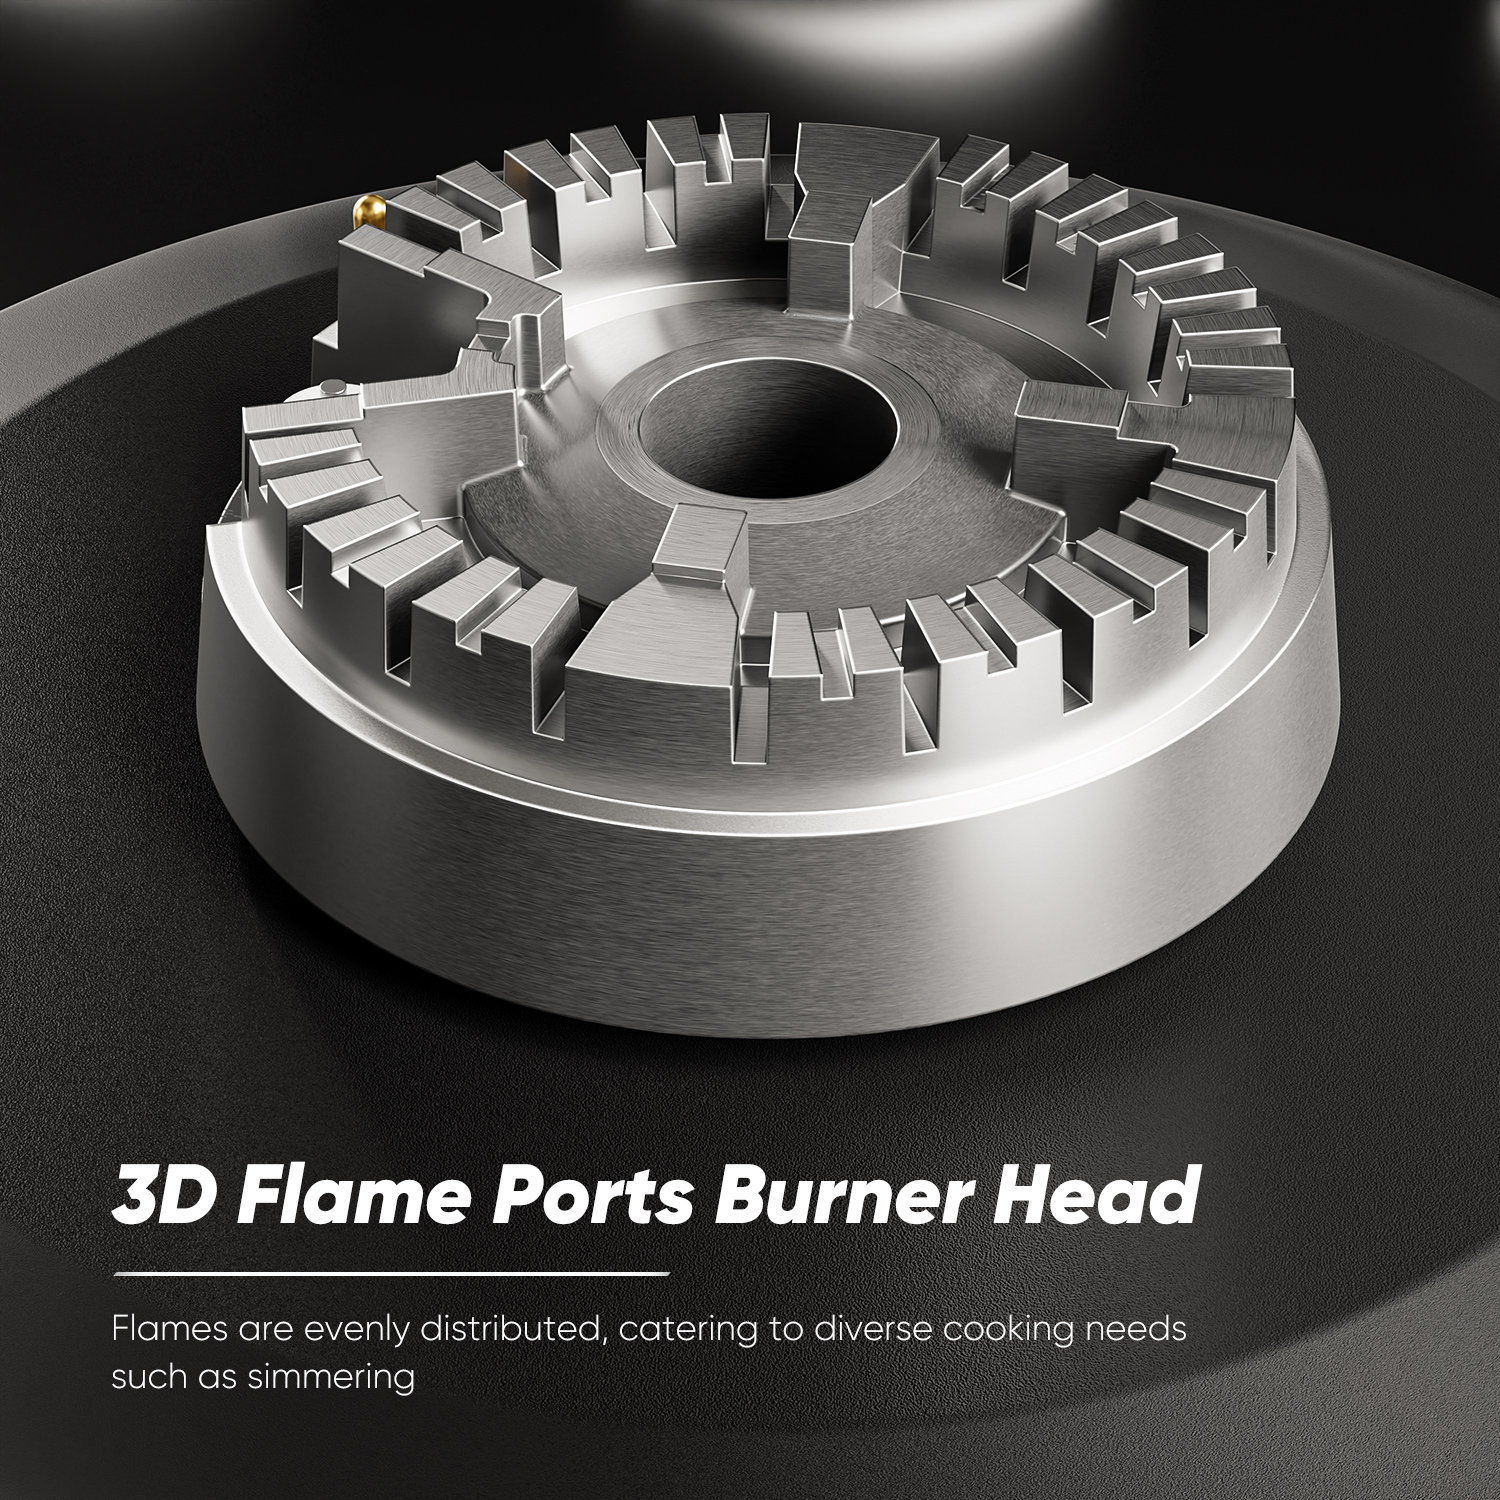 3D Flame Ports Burner Head
Flames are evenly distributed, catering to diverse cooking needs
such as simmering